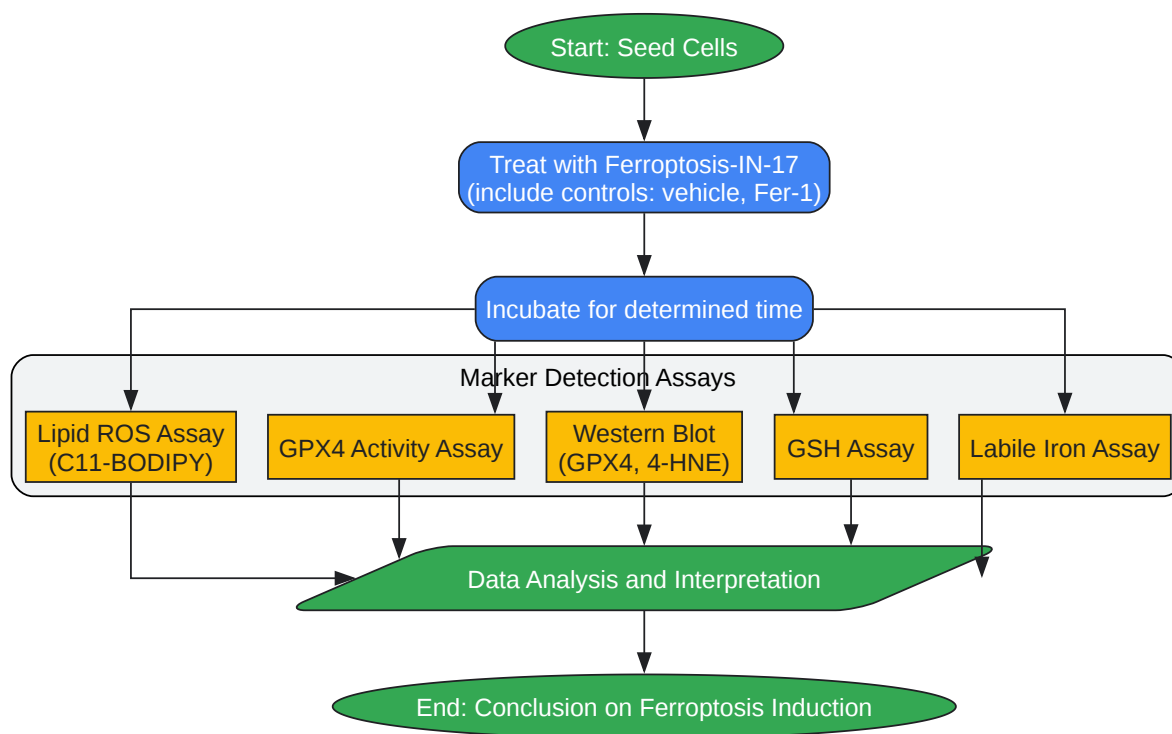 Start: Seed Cells
Treat with Ferroptosis-IN-17
(include controls: vehicle, Fer-1)
Incubate for determined time
Marker Detection Assays
Lipid ROS Assay
(C11-BODIPY)
GPX4 Activity Assay
Western Blot
(GPX4, 4-HNE)
GSH Assay
Labile Iron Assay
Data Analysis and Interpretation
End: Conclusion on Ferroptosis Induction